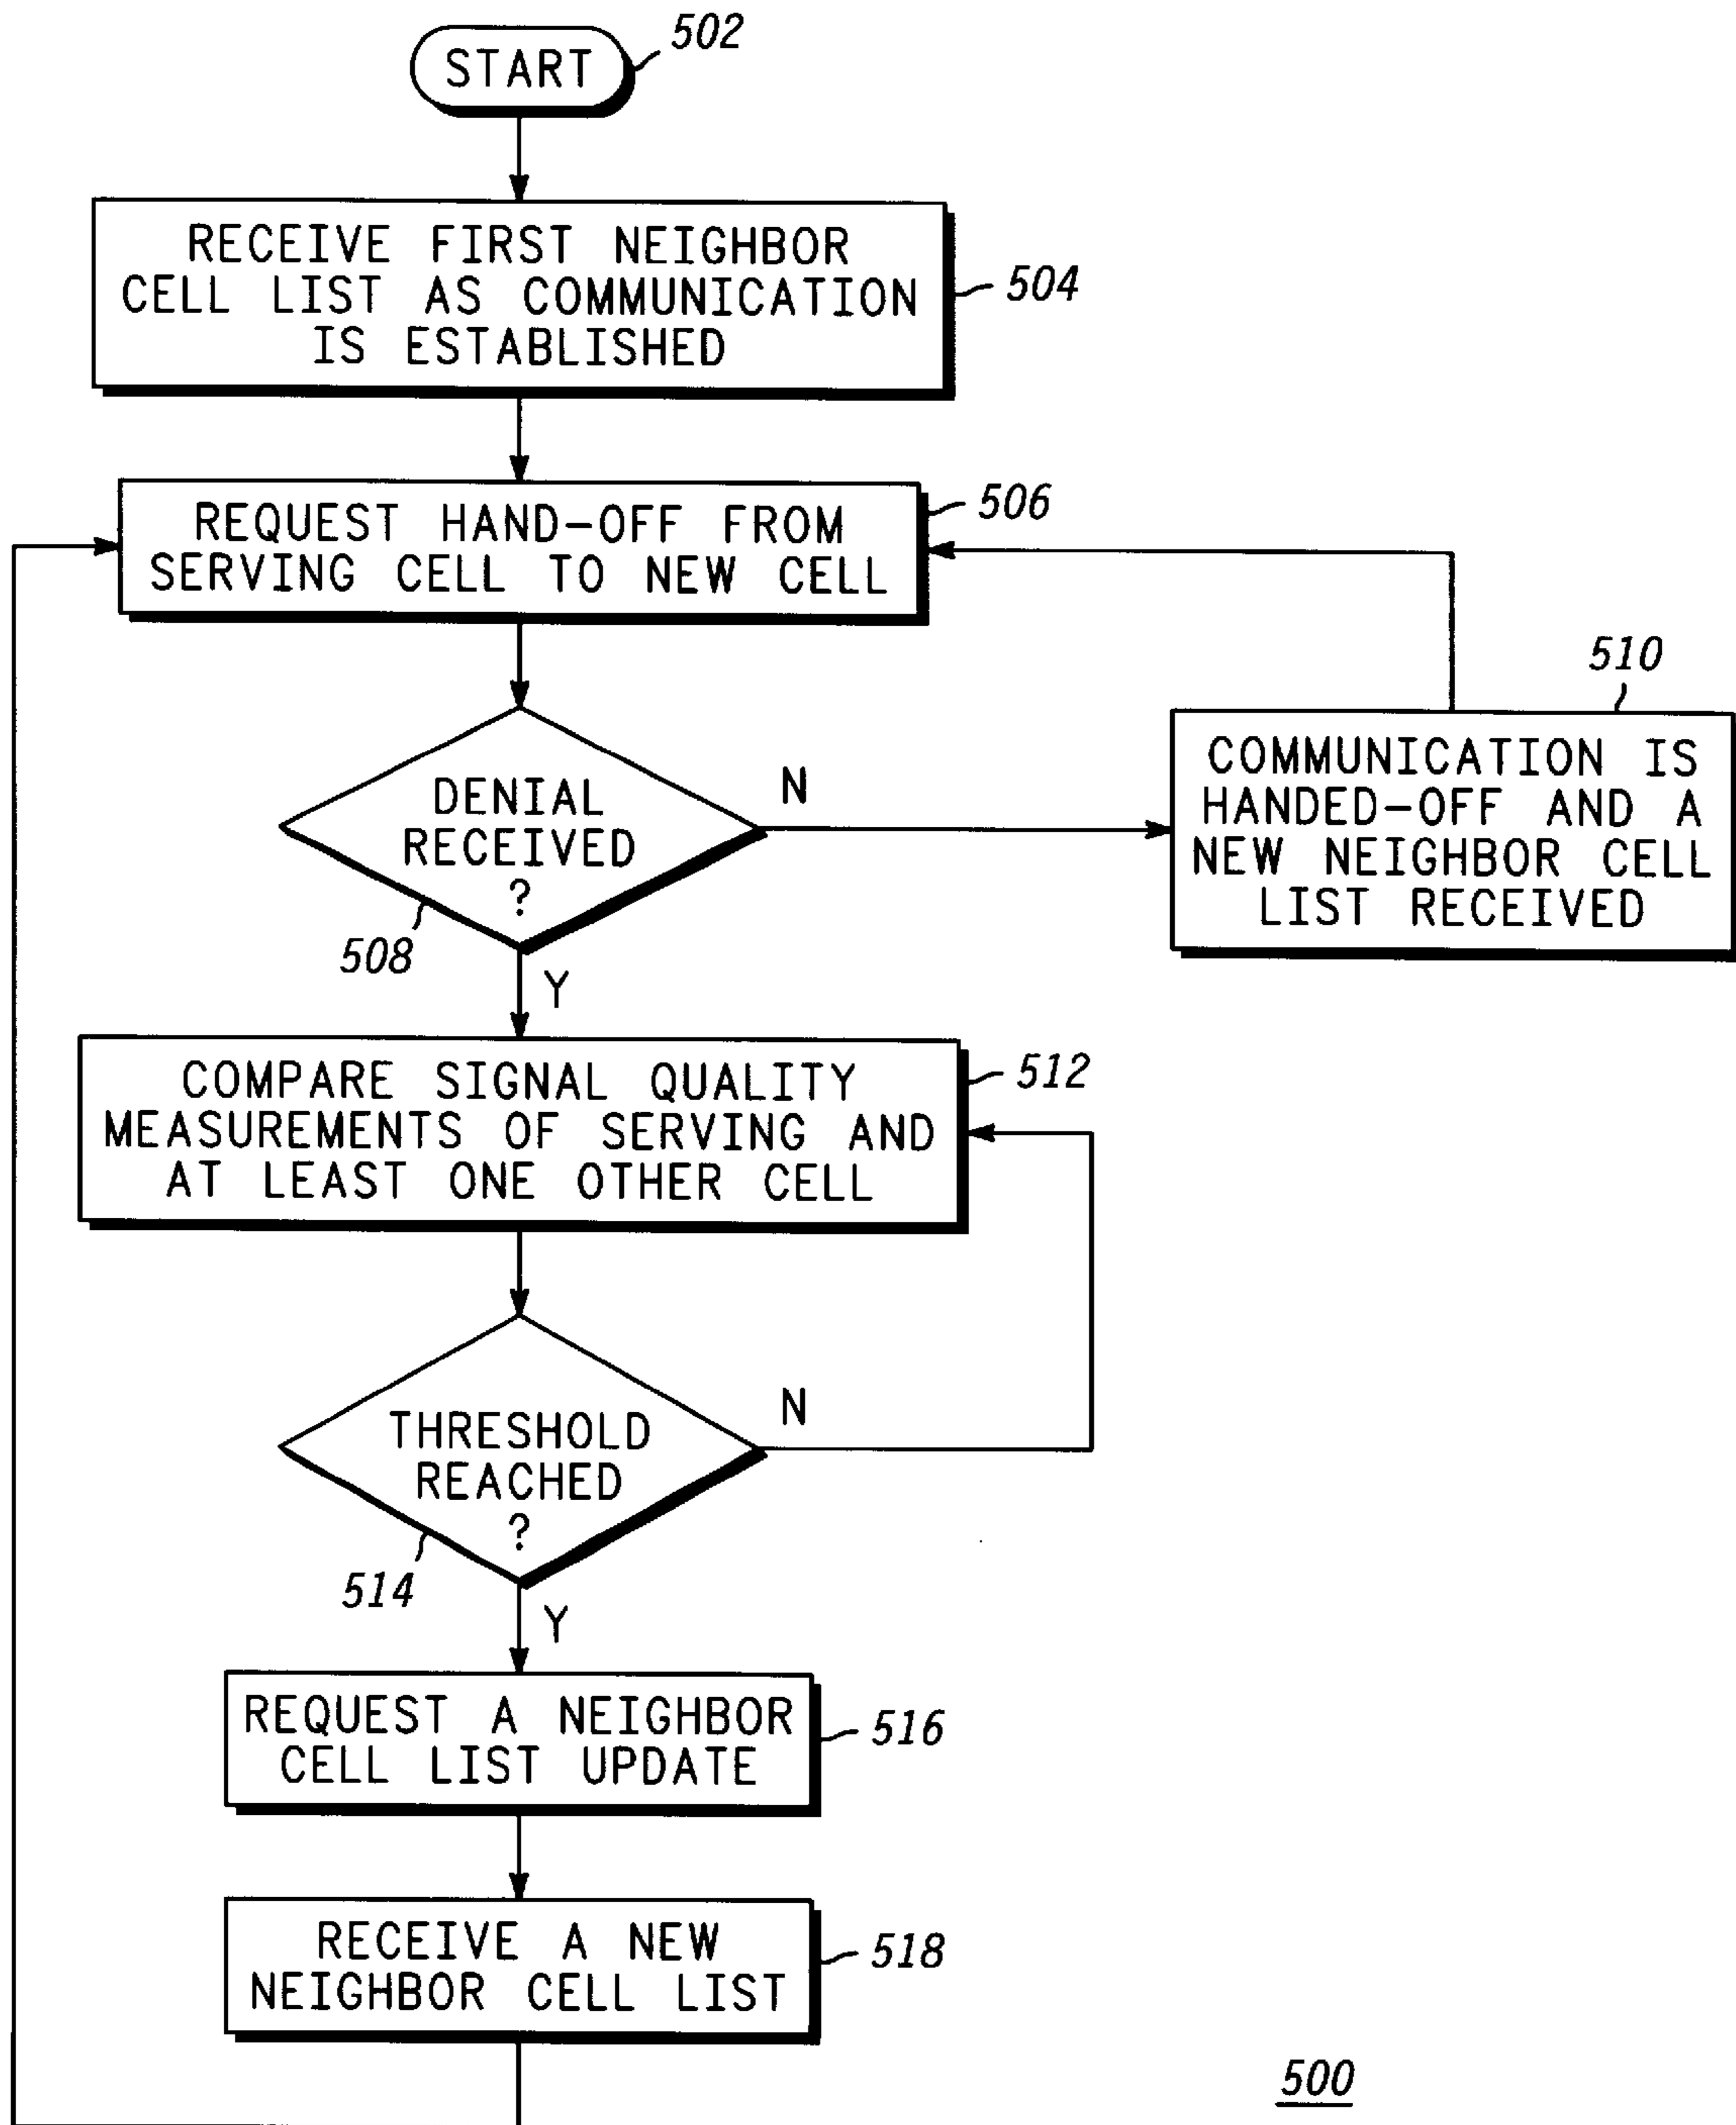 START
502
RECEIVE FIRST NEIGHBOR
CELL LIST AS COMMUNICATION
IS ESTABLISHED
504
REQUEST HAND-OFF FROM
SERVING CELL TO NEW CELL
506
DENIAL
RECEIVED
?
508
N
Y
510
COMMUNICATION IS
HANDED-OFF AND A
NEW NEIGHBOR CELL
LIST RECEIVED
COMPARE SIGNAL QUALITY
MEASUREMENTS OF SERVING AND
AT LEAST ONE OTHER CELL
512
THRESHOLD
REACHED
?
514
N
Y
REQUEST A NEIGHBOR
CELL LIST UPDATE
516
RECEIVE A NEW
NEIGHBOR CELL LIST
518
500